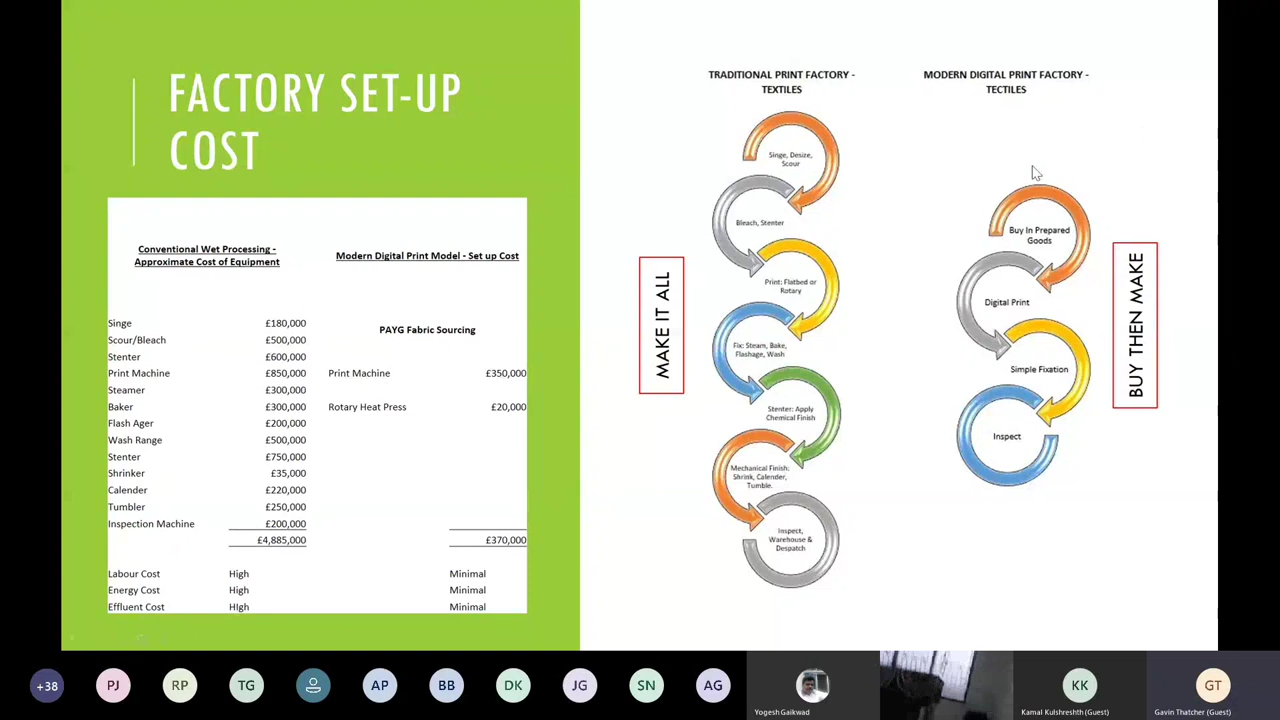 FACTORY SET-UP
COST
Conventional Wet Processing -
Approximate Cost of Equipment
Modern Digital Print Model - Set up Cost
PAYG Fabric Sourcing
Singe £180,000
Scour/Bleach £500,000
Stenter £600,000
Print Machine £850,000 Print Machine £350,000
Steamer £300,000
Baker £300,000 Rotary Heat Press £20,000
Flash Ager £200,000
Wash Range £500,000
Stenter £750,000
Shrinker £35,000
Calender £220,000
Tumbler £250,000
Inspection Machine £200,000
£4,885,000 £370,000
Labour Cost High Minimal
Energy Cost High Minimal
Effluent Cost HIgh Minimal
TRADITIONAL PRINT FACTORY -
TEXTILES
MAKE IT ALL
Singe, Desize,
Scour
Bleach, Stenter
Print: Flatbed or
Rotary
Fix: Steam, Bake,
Flashage, Wash
Stenter: Apply
Chemical Finish
Mechanical Finish:
Shrink, Calender,
Tumble.
Inspect,
Warehouse &
Despatch
MODERN DIGITAL PRINT FACTORY -
TECTILES
Buy In Prepared
Goods
Digital Print
Simple Fixation
Inspect
BUY THEN MAKE
+38 PJ RP TG AP BB DK JG SN AG KK GT
Yogesh Gaikwad
Kamal Kulshreshth (Guest)
Gavin Thatcher (Guest)